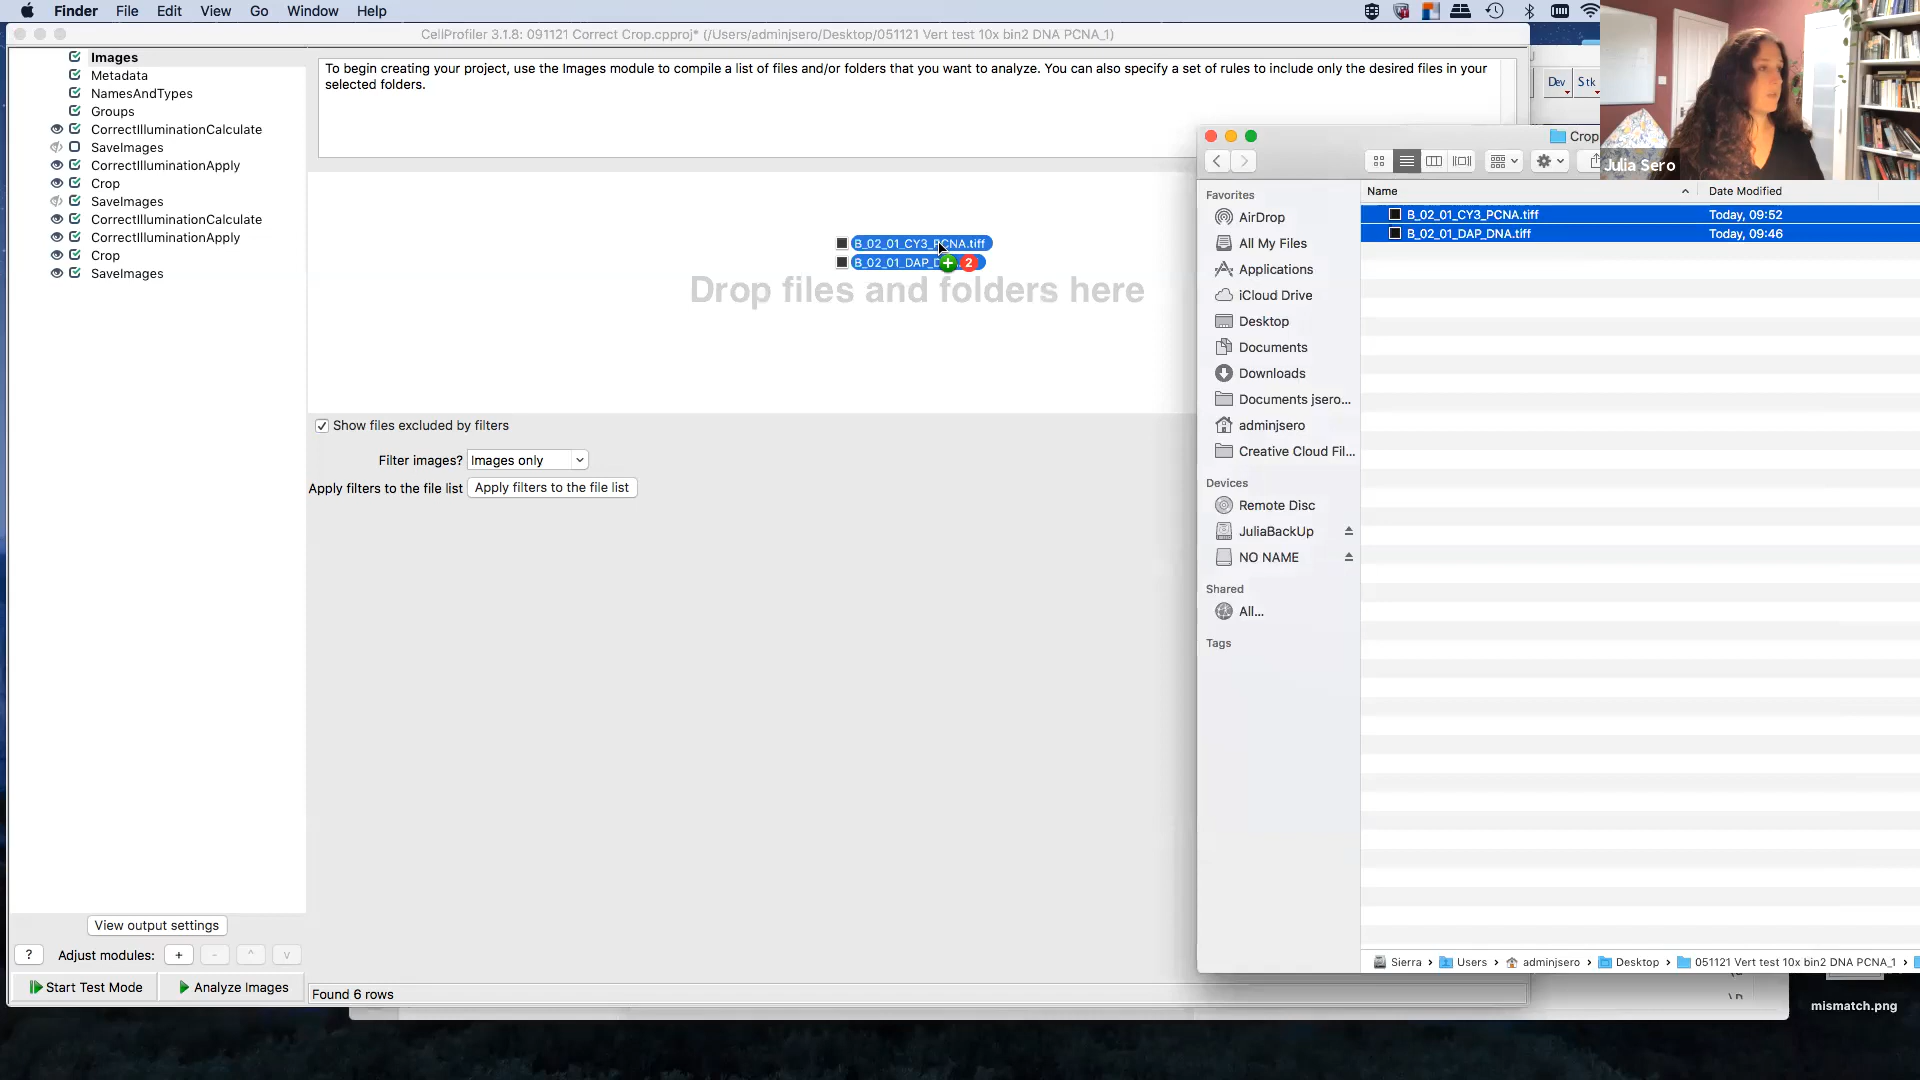 Finder File Edit View Go Window Help
CellProfiler 3.1.8: 091121 Correct Crop.cpproj* (/Users/adminjsero/Desktop/051121 Vert test 10x bin2 DNA PCNA_1)
Images
Metadata
NamesAndTypes
Groups
CorrectIlluminationCalculate
SaveImages
CorrectIlluminationApply
Crop
SaveImages
CorrectIlluminationCalculate
CorrectIlluminationApply
Crop
SaveImages
To begin creating your project, use the Images module to compile a list of files and/or folders that you want to analyze. You can also specify a set of rules to include only the desired files in your
selected folders.
Dev Stk
B_02_01_CY3_PCNA.tiff
B_02_01_DAP_D 2
Drop files and folders here
Show files excluded by filters
Filter images? Images only
Apply filters to the file list Apply filters to the file list
View output settings
? Adjust modules: + - ^ v
Start Test Mode Analyze Images
Found 6 rows
Crop
Favorites
AirDrop
All My Files
Applications
iCloud Drive
Desktop
Documents
Downloads
Documents jsero...
adminjsero
Creative Cloud Fil...
Devices
Remote Disc
JuliaBackUp
NO NAME
Shared
All...
Tags
Name Date Modified
B_02_01_CY3_PCNA.tiff Today, 09:52
B_02_01_DAP_DNA.tiff Today, 09:46
Sierra › Users › adminjsero › Desktop › 051121 Vert test 10x bin2 DNA PCNA_1 ›
Julia Sero
mismatch.png